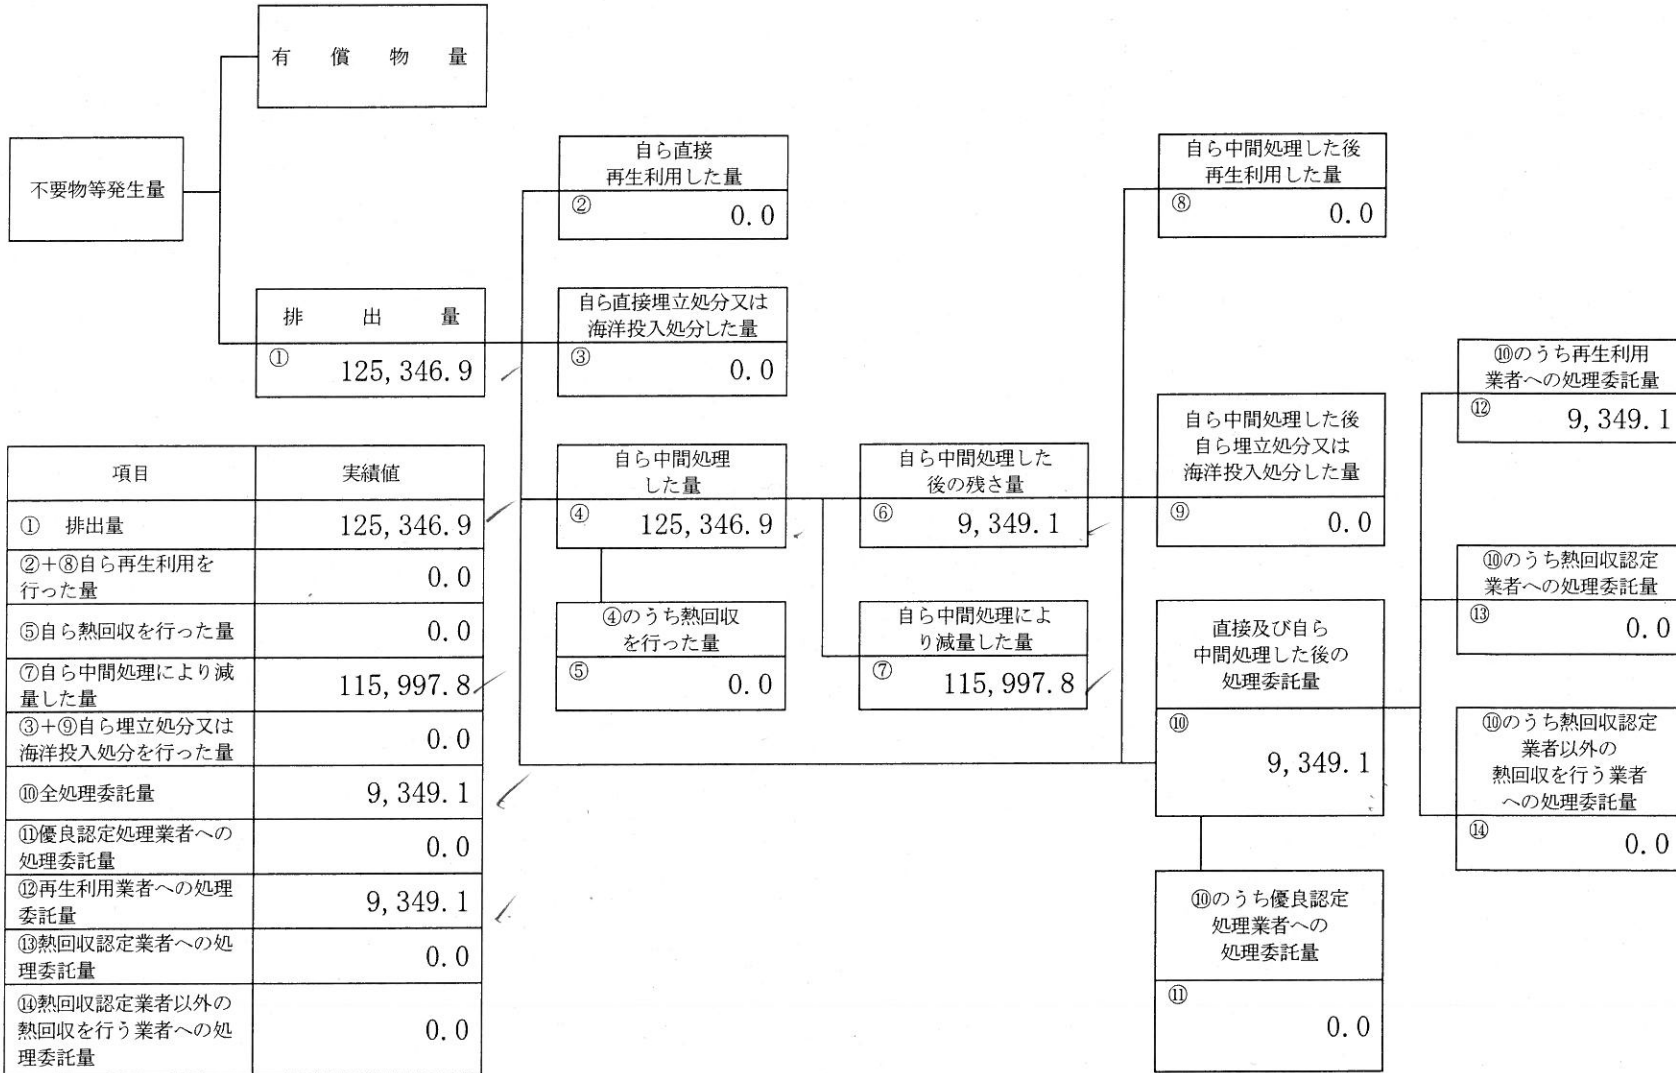 有償物量
不要物等発生量
排出量
① 125,346.9
自ら直接
再生利用した量
② 0.0
自ら直接埋立処分又は
海洋投入処分した量
③ 0.0
自ら中間処理
した量
④ 125,346.9
④のうち熱回収
を行った量
⑤ 0.0
自ら中間処理した
後の残さ量
⑥ 9,349.1
自ら中間処理によ
り減量した量
⑦ 115,997.8
自ら中間処理した後
再生利用した量
⑧ 0.0
自ら中間処理した後
自ら埋立処分又は
海洋投入処分した量
⑨ 0.0
直接及び自ら
中間処理した後の
処理委託量
⑩
9,349.1
⑩のうち優良認定
処理業者への
処理委託量
⑪
0.0
⑩のうち再生利用
業者への処理委託量
⑫ 9,349.1
⑩のうち熱回収認定
業者への処理委託量
⑬ 0.0
⑩のうち熱回収認定
業者以外の
熱回収を行う業者
への処理委託量
⑭ 0.0
項目 実績値
① 排出量 125,346.9
②+⑧自ら再生利用を
行った量 0.0
⑤自ら熱回収を行った量 0.0
⑦自ら中間処理により減
量した量 115,997.8
③+⑨自ら埋立処分又は
海洋投入処分を行った量 0.0
⑩全処理委託量 9,349.1
⑪優良認定処理業者への
処理委託量 0.0
⑫再生利用業者への処理
委託量 9,349.1
⑬熱回収認定業者への処
理委託量 0.0
⑭熱回収認定業者以外の
熱回収を行う業者への処
理委託量 0.0